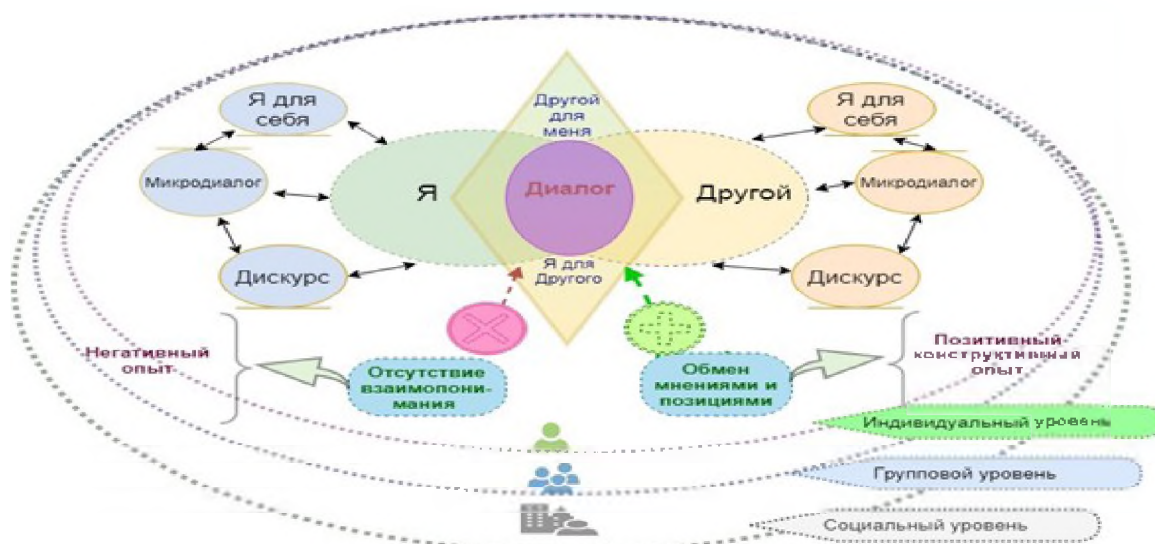 Я для
себя
Микродиалог
Дискурс
Я
Другой
для
меня
Диалог
Я для
Другого
Другой
Я для
себя
Микродиалог
Дискурс
Негативный
опыт
Отсутствие
взаимопони-
мания
Обмен
мнениями и
позициями
Позитивный
конструктивный
опыт
Индивидуальный уровень
Групповой уровень
Социальный уровень